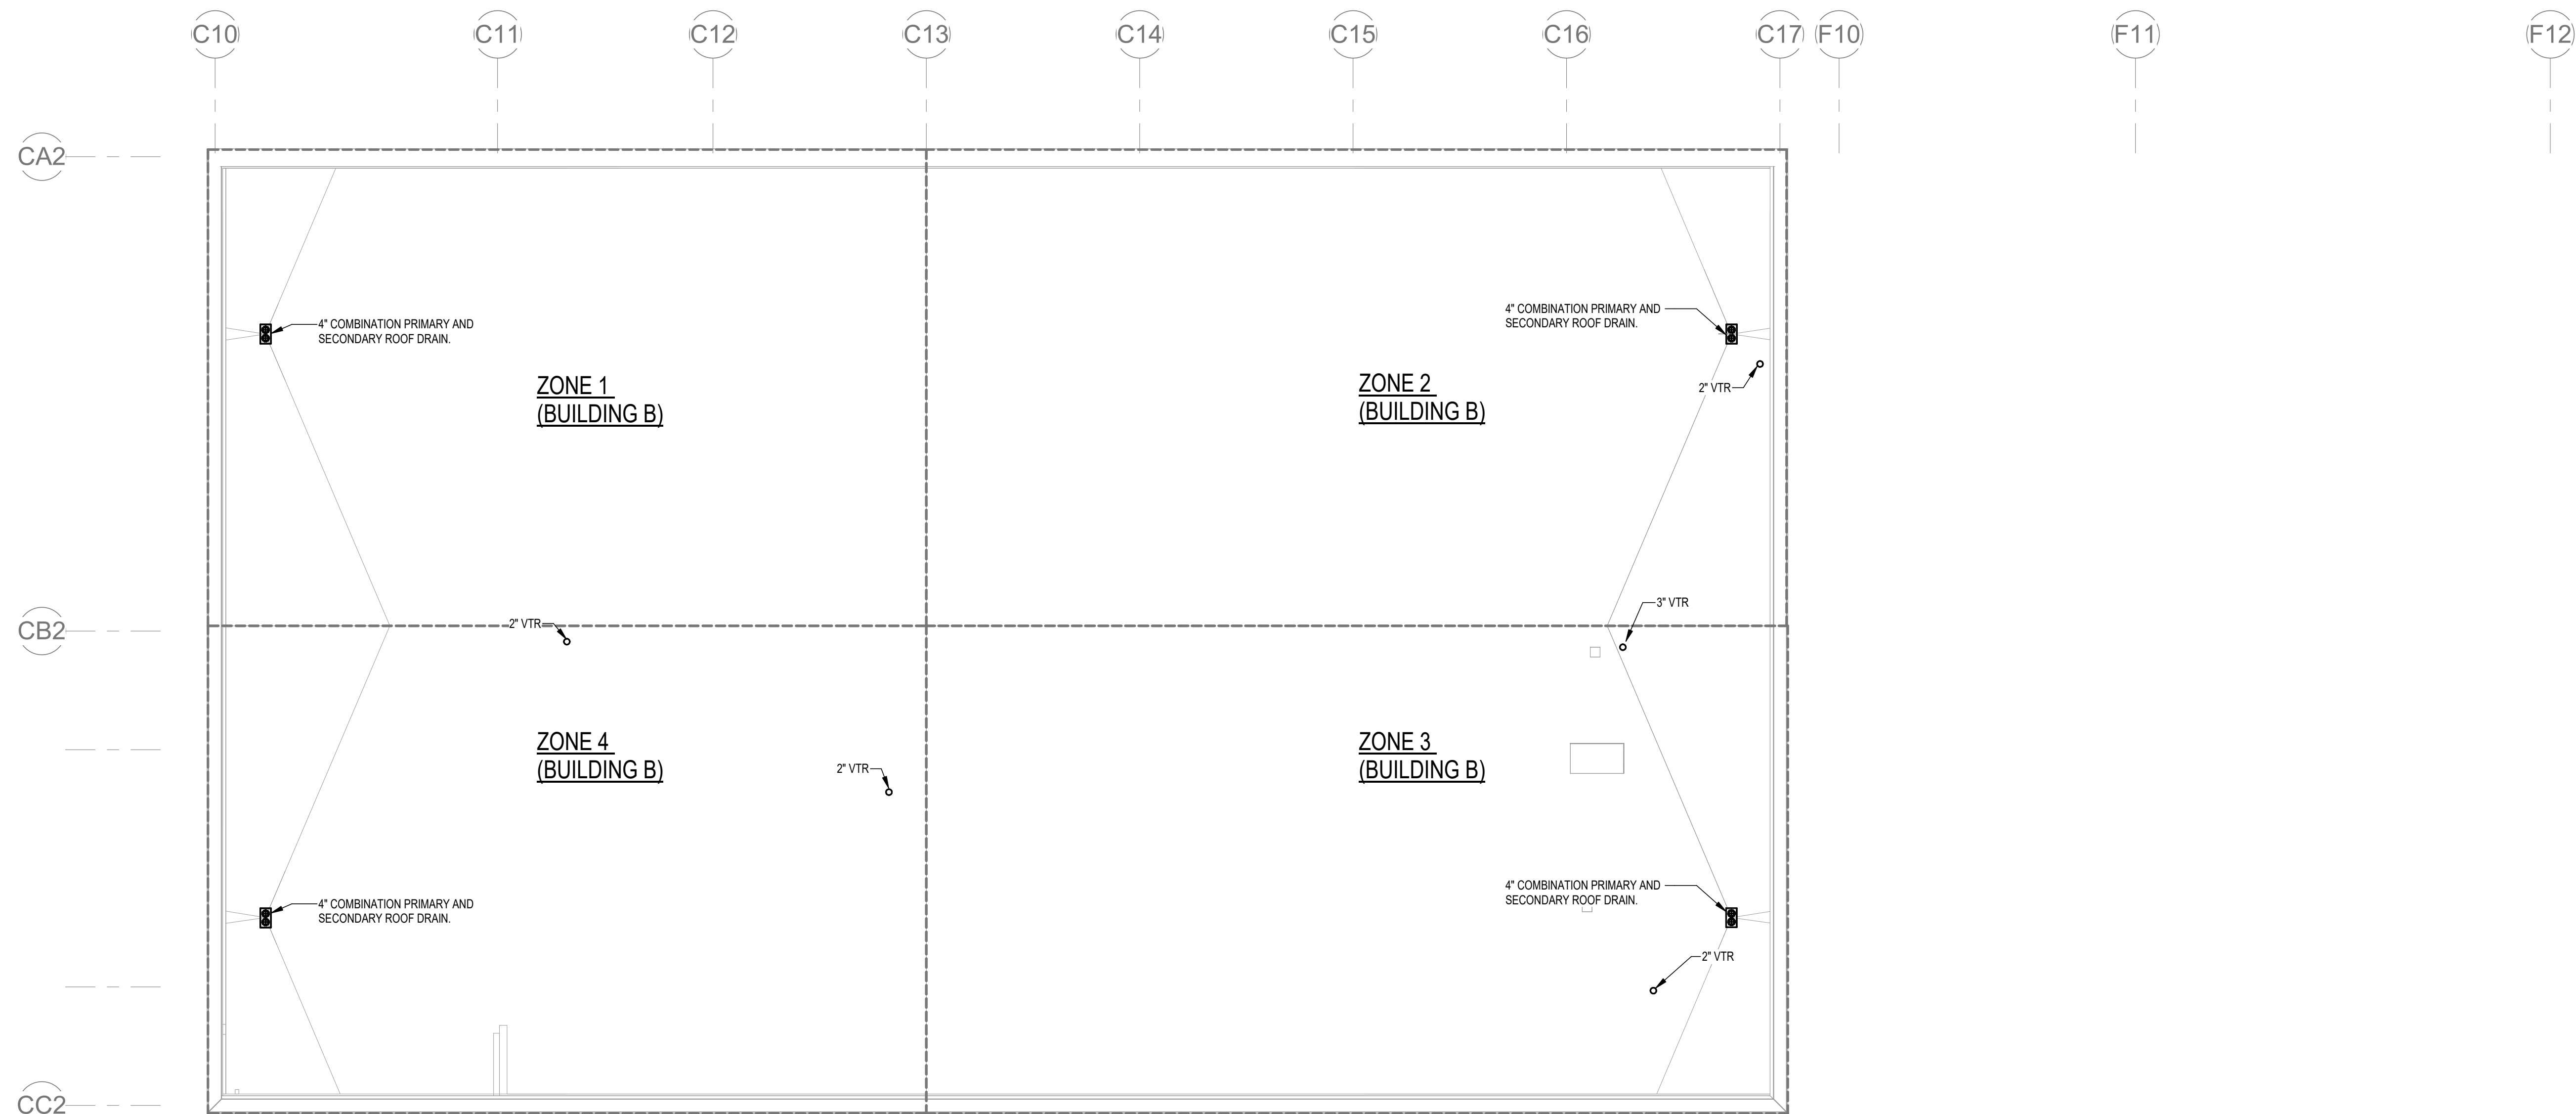 C10
C11
C12
C13
C14
C15
C16
C17
F10
F11
F12
CA2
4" COMBINATION PRIMARY AND
SECONDARY ROOF DRAIN.
4" COMBINATION PRIMARY AND
SECONDARY ROOF DRAIN.
ZONE 1
(BUILDING B)
ZONE 2
(BUILDING B)
2" VTR
CB2
2" VTR
3" VTR
ZONE 4
(BUILDING B)
2" VTR
ZONE 3
(BUILDING B)
4" COMBINATION PRIMARY AND
SECONDARY ROOF DRAIN.
4" COMBINATION PRIMARY AND
SECONDARY ROOF DRAIN.
2" VTR
CC2